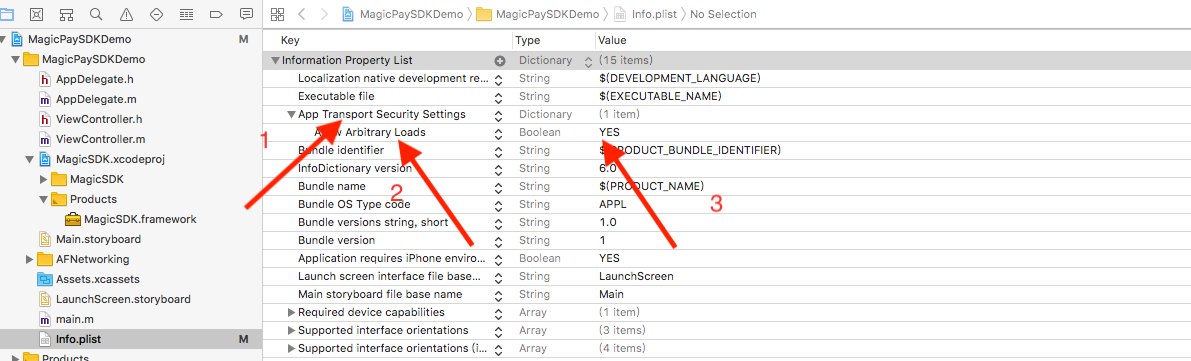 MagicPaySDKDemo 〉 MagicPaySDKDemo 〉 Info.plist 〉 No Selection
MagicPaySDKDemo M
MagicPaySDKDemo
AppDelegate.h
AppDelegate.m
ViewController.h
ViewController.m
MagicSDK.xcodeproj
MagicSDK
Products
MagicSDK.framework
Main.storyboard
AFNetworking
Assets.xcassets
LaunchScreen.storyboard
main.m
Info.plist M
Products
Key Type Value
Information Property List Dictionary (15 items)
Localization native development re... String $(DEVELOPMENT_LANGUAGE)
Executable file String $(EXECUTABLE_NAME)
App Transport Security Settings Dictionary (1 item)
Arbitrary Loads Boolean YES
Bundle identifier String PRODUCT_BUNDLE_IDENTIFIER)
InfoDictionary version String 6.0
Bundle name String $(PRODUCT_NAME)
Bundle OS Type code String APPL
Bundle versions string, short String 1.0
Bundle version String 1
Application requires iPhone enviro... Boolean YES
Launch screen interface file base... String LaunchScreen
Main storyboard file base name String Main
Required device capabilities Array (1 item)
Supported interface orientations Array (3 items)
Supported interface orientations (i... Array (4 items)
1
2
3